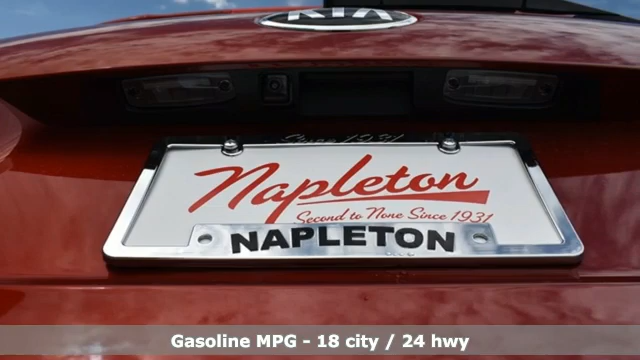 KIA
Since 1931
Napleton
Second to None Since 1931
NAPLETON
Gasoline MPG - 18 city / 24 hwy